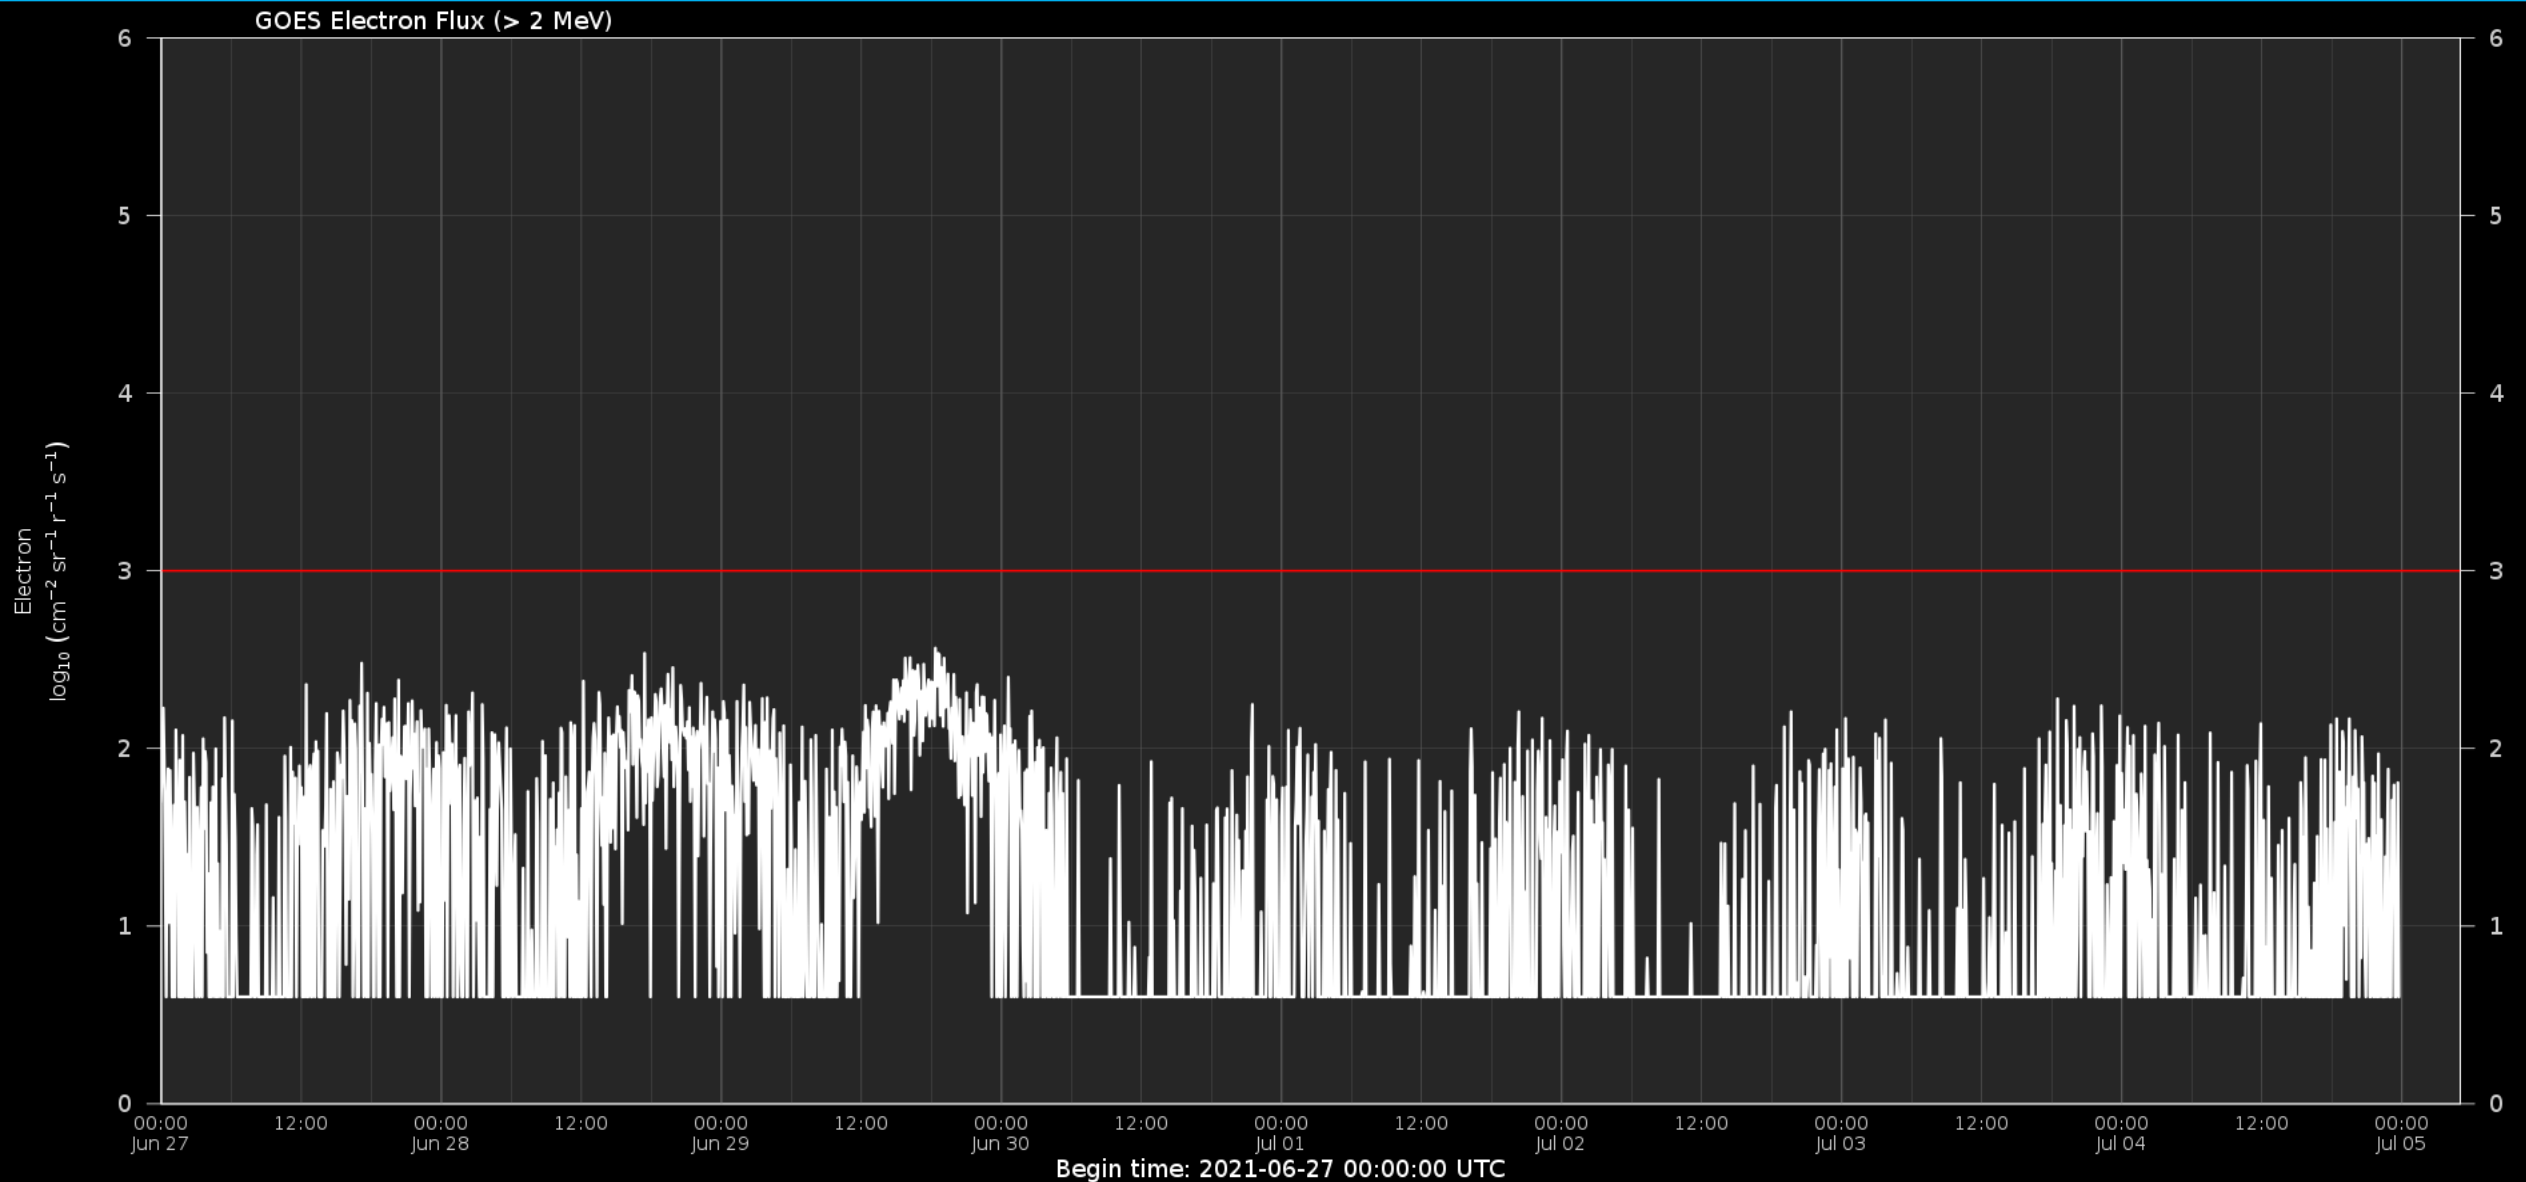 GOES Electron Flux (> 2 MeV)
6 6
5 5
4 4
3 3
2 2
1 1
0 0
Electron
log₁₀ (cm⁻² sr⁻¹ r⁻¹ s⁻¹)
00:00 12:00 00:00 12:00 00:00 12:00 00:00 12:00 00:00 12:00 00:00 12:00 00:00 12:00 00:00 12:00 00:00
Jun 27 Jun 28 Jun 29 Jun 30 Jul 01 Jul 02 Jul 03 Jul 04 Jul 05
Begin time: 2021-06-27 00:00:00 UTC